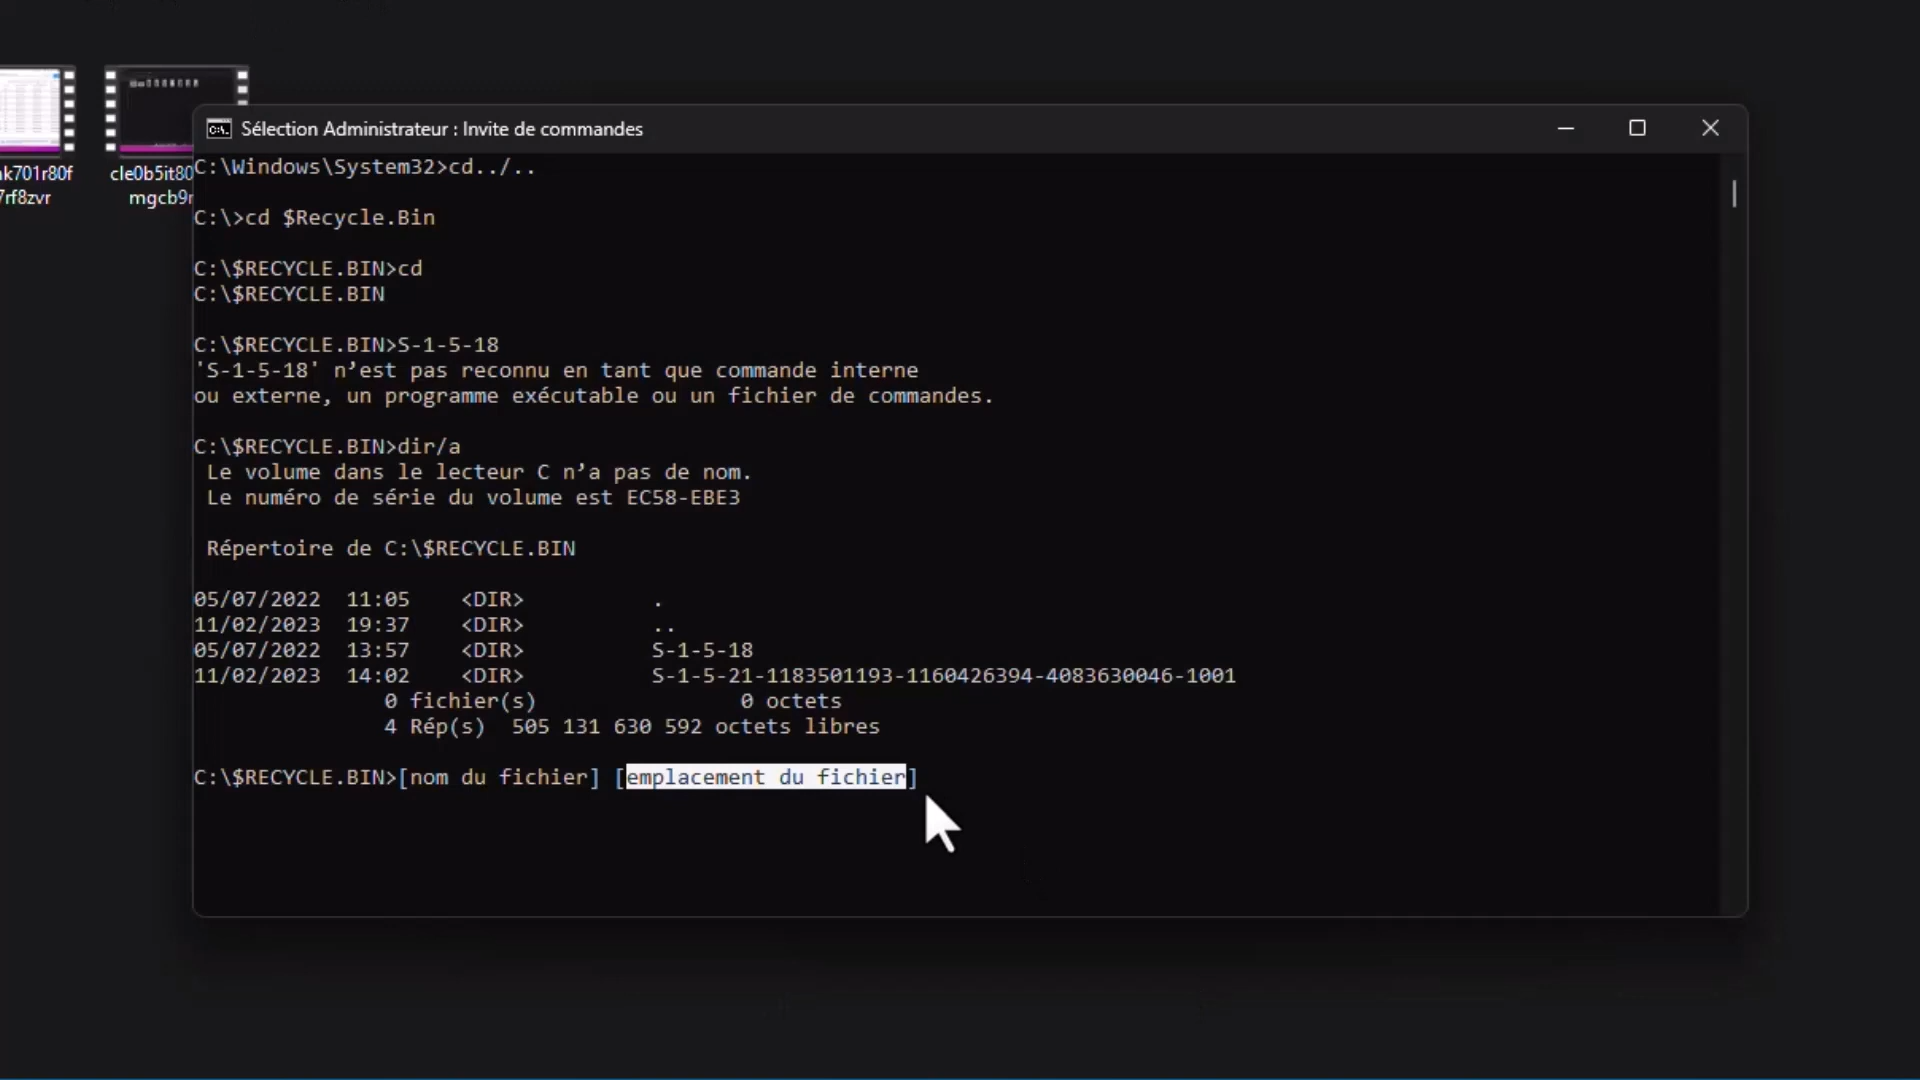 nk701r80f
7rf8zvr
cle0b5it80
mgcb9r
Sélection Administrateur : Invite de commandes
C:\Windows\System32>cd../..
C:\>cd $Recycle.Bin
C:\$RECYCLE.BIN>cd
C:\$RECYCLE.BIN
C:\$RECYCLE.BIN>S-1-5-18
'S-1-5-18' n’est pas reconnu en tant que commande interne
ou externe, un programme exécutable ou un fichier de commandes.
C:\$RECYCLE.BIN>dir/a
Le volume dans le lecteur C n’a pas de nom.
Le numéro de série du volume est EC58-EBE3
Répertoire de C:\$RECYCLE.BIN
05/07/2022  11:05    <DIR>          .
11/02/2023  19:37    <DIR>          ..
05/07/2022  13:57    <DIR>          S-1-5-18
11/02/2023  14:02    <DIR>          S-1-5-21-1183501193-1160426394-4083630046-1001
0 fichier(s)                0 octets
4 Rép(s)  505 131 630 592 octets libres
C:\$RECYCLE.BIN>[nom du fichier] [emplacement du fichier]